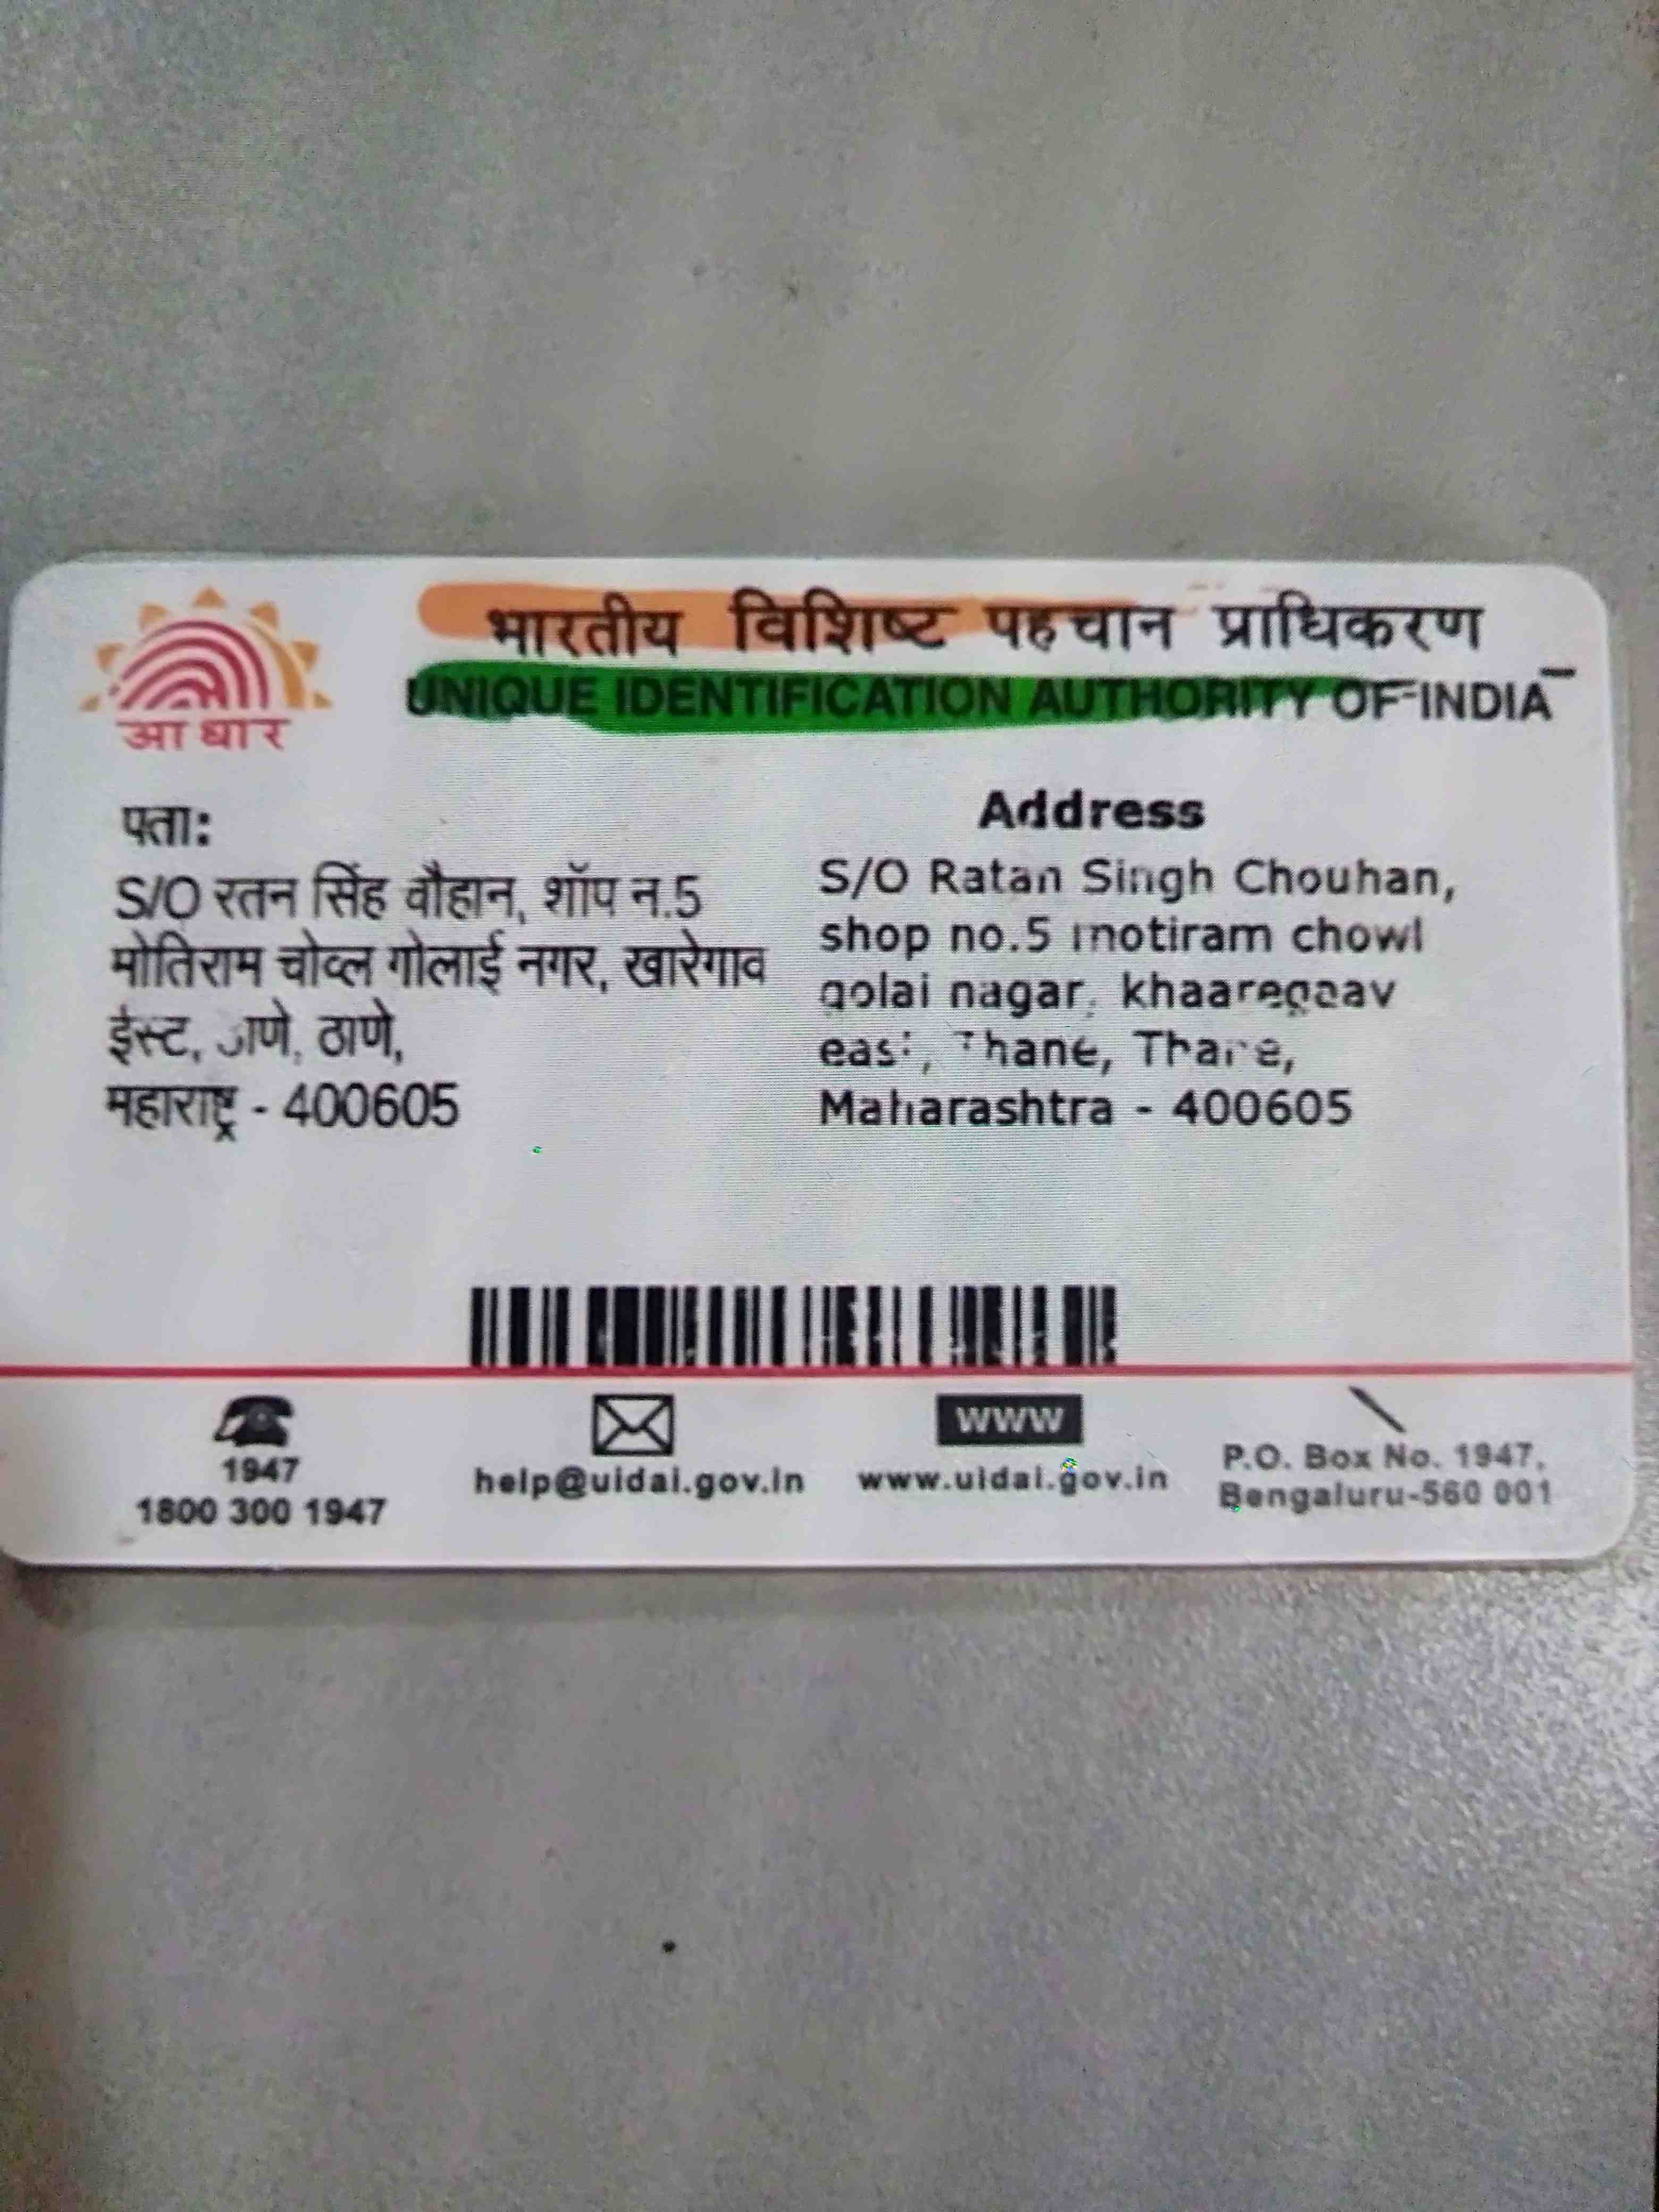 भारतीय विशिष्ट पहचान प्राधिकरण
UNIQUE IDENTIFICATION AUTHORITY OF INDIA
आधार
पता:
S/O रतन सिंह चौहान, शॉप न.5
मोतिराम चोव्ल गोलाई नगर, खारेगाव
ईस्ट, ठाणे,
महाराष्ट्र - 400605
Address
S/O Ratan Singh Chouhan,
shop no.5 motiram chowl
golai nagar, khaaregaav
east, Thane, Thane,
Maharashtra - 400605
1947
1800 300 1947
help@uidai.gov.in
WWW
www.uidai.gov.in
P.O. Box No. 1947,
Bengaluru-560 001